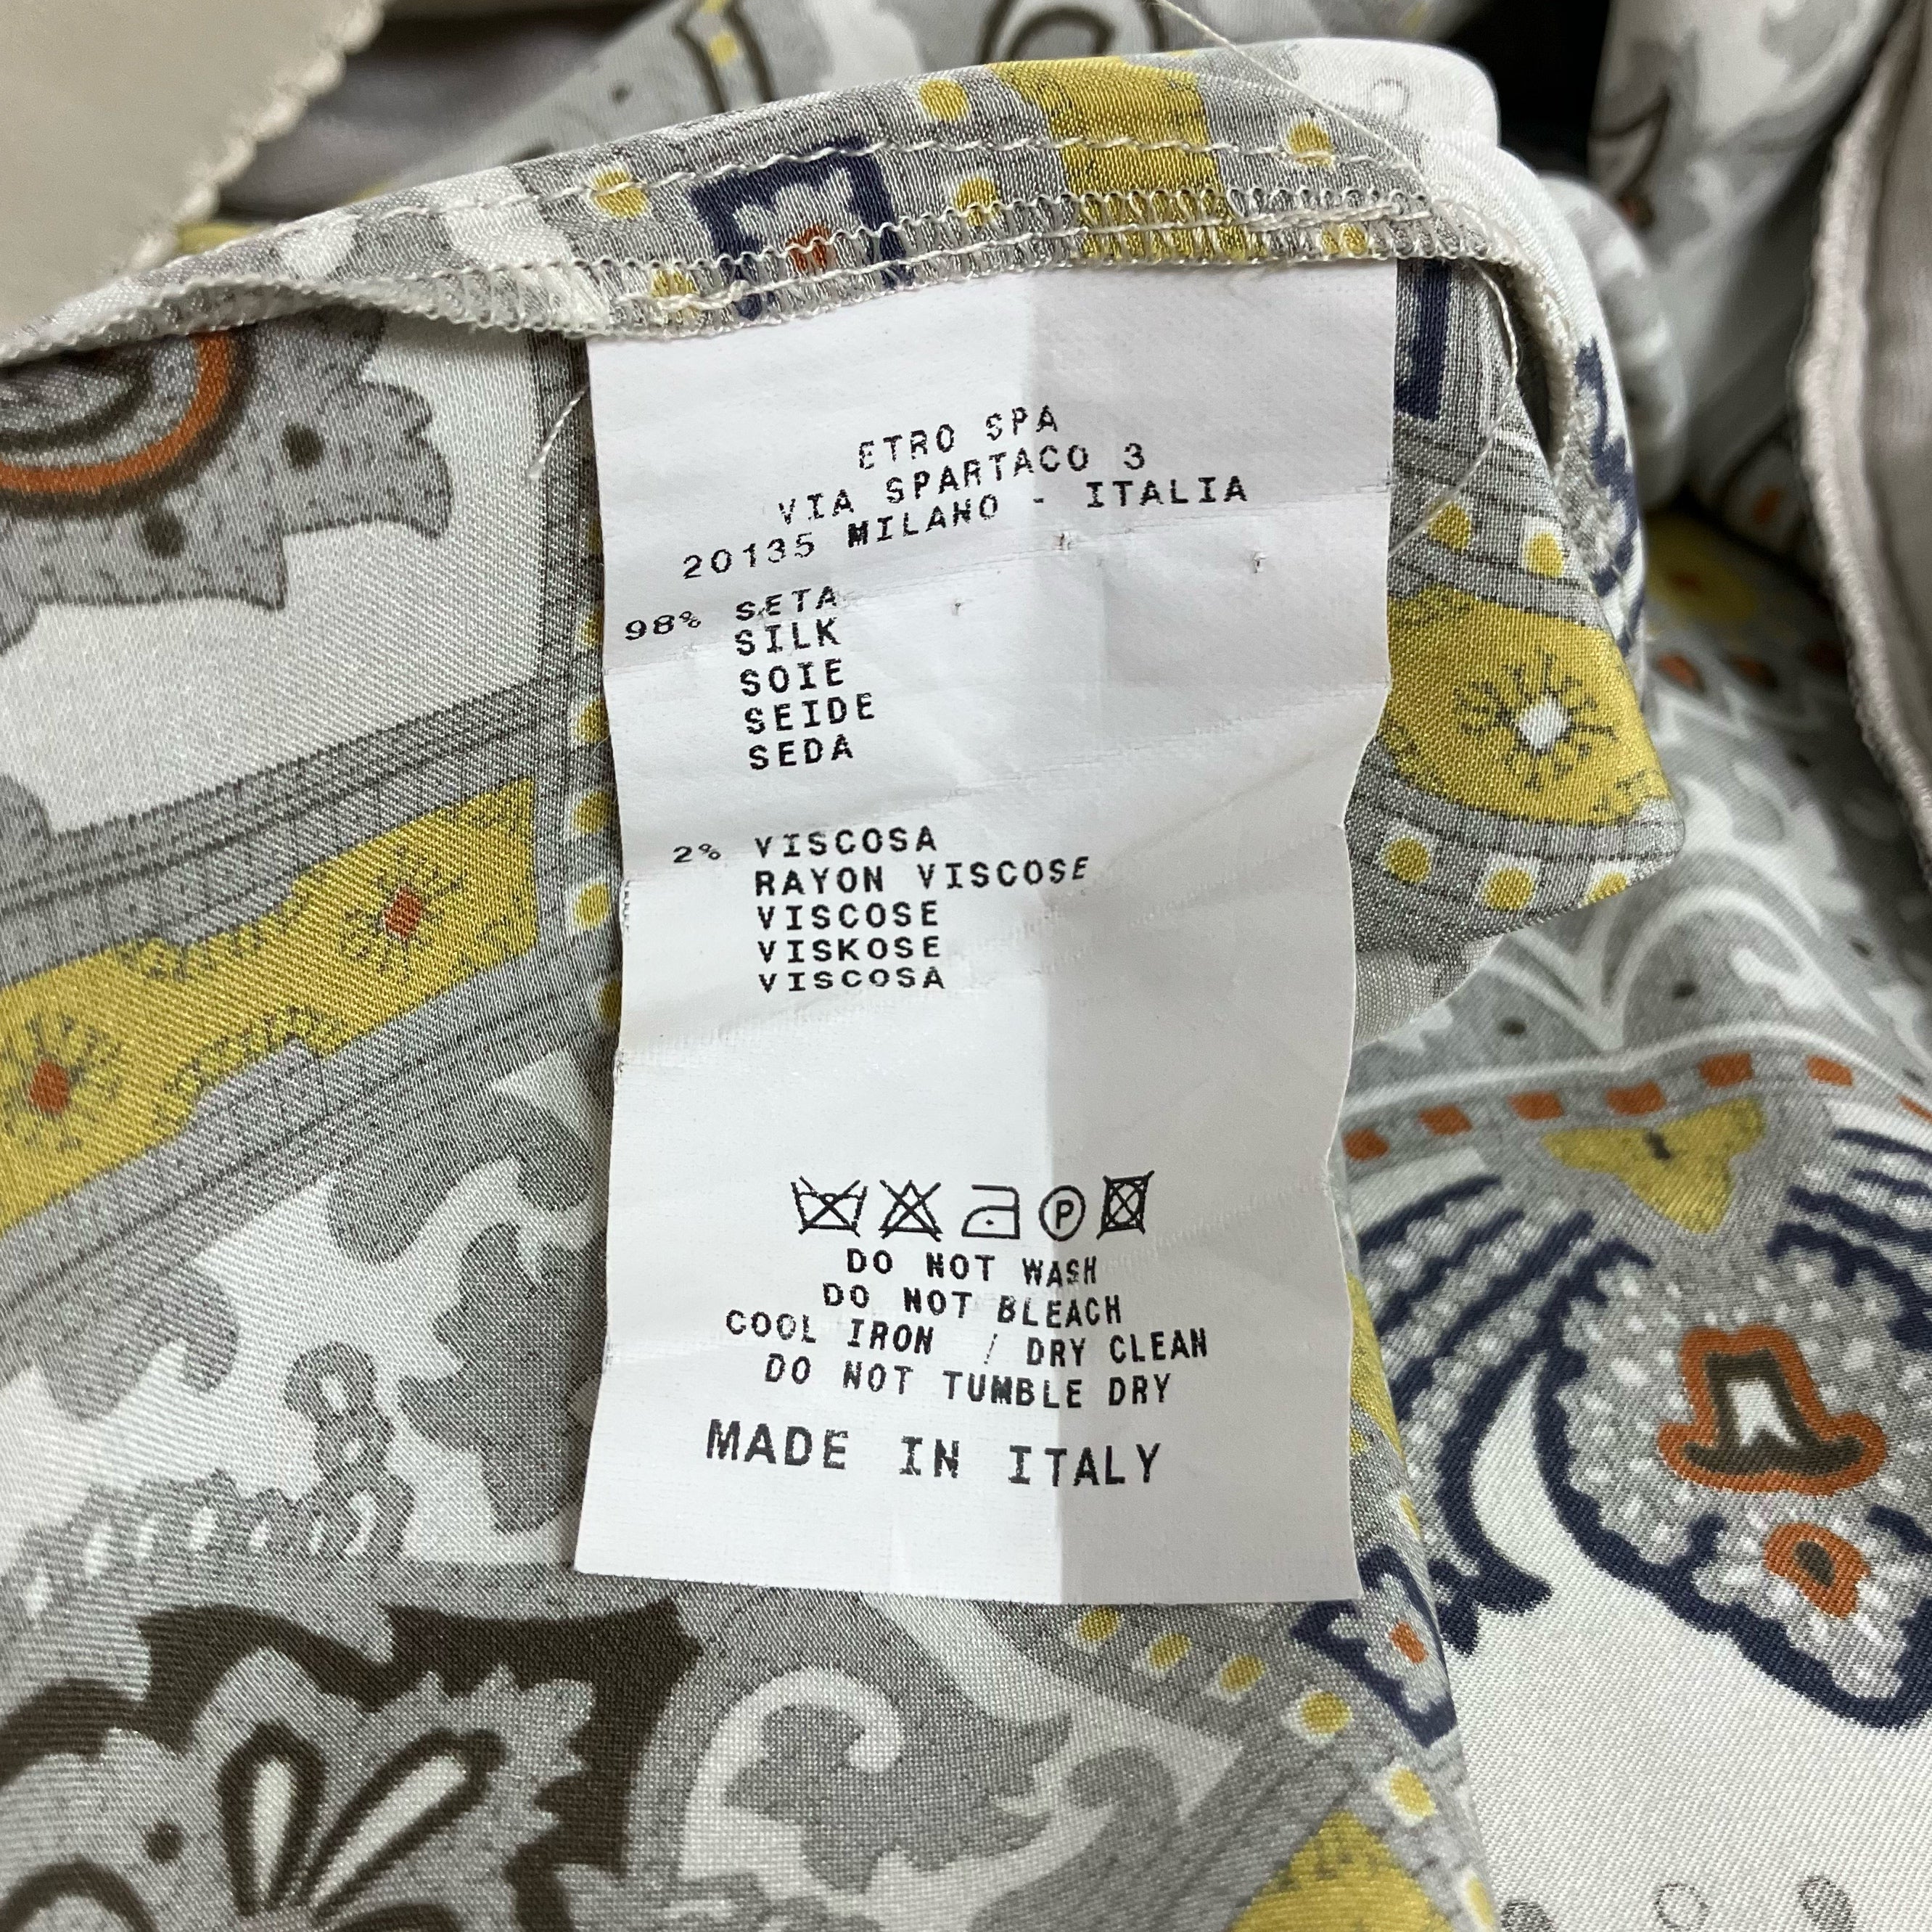 ETRO SPA
VIA SPARTACO 3
20135 MILANO - ITALIA
98% SETA
SILK
SOIE
SEIDE
SEDA
2% VISCOSA
RAYON VISCOSE
VISCOSE
VISKOSE
VISCOSA
P
DO NOT WASH
DO NOT BLEACH
COOL IRON / DRY CLEAN
DO NOT TUMBLE DRY
MADE IN ITALY